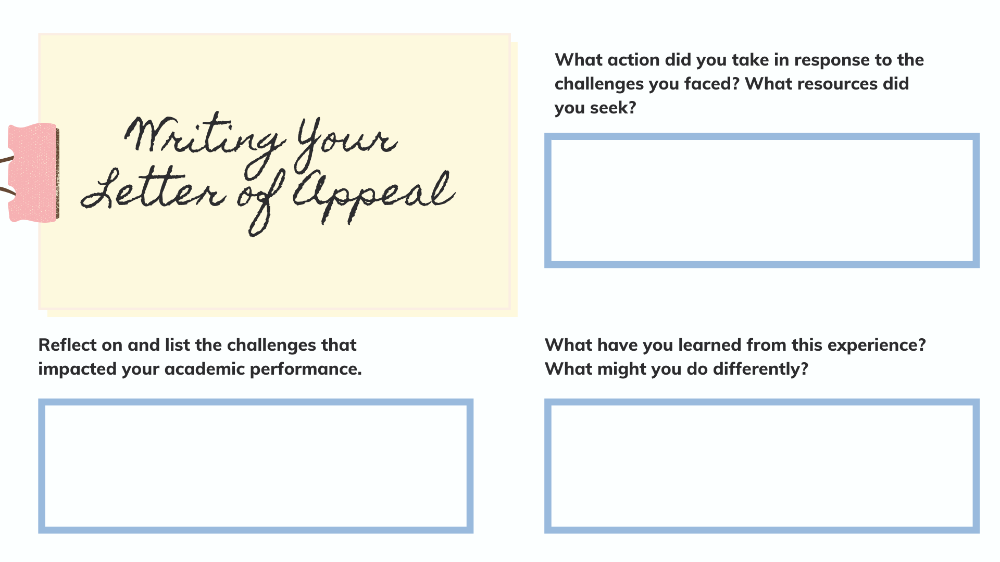 Writing Your
Letter of Appeal
Reflect on and list the challenges that
impacted your academic performance.
What action did you take in response to the
challenges you faced? What resources did
you seek?
What have you learned from this experience?
What might you do differently?